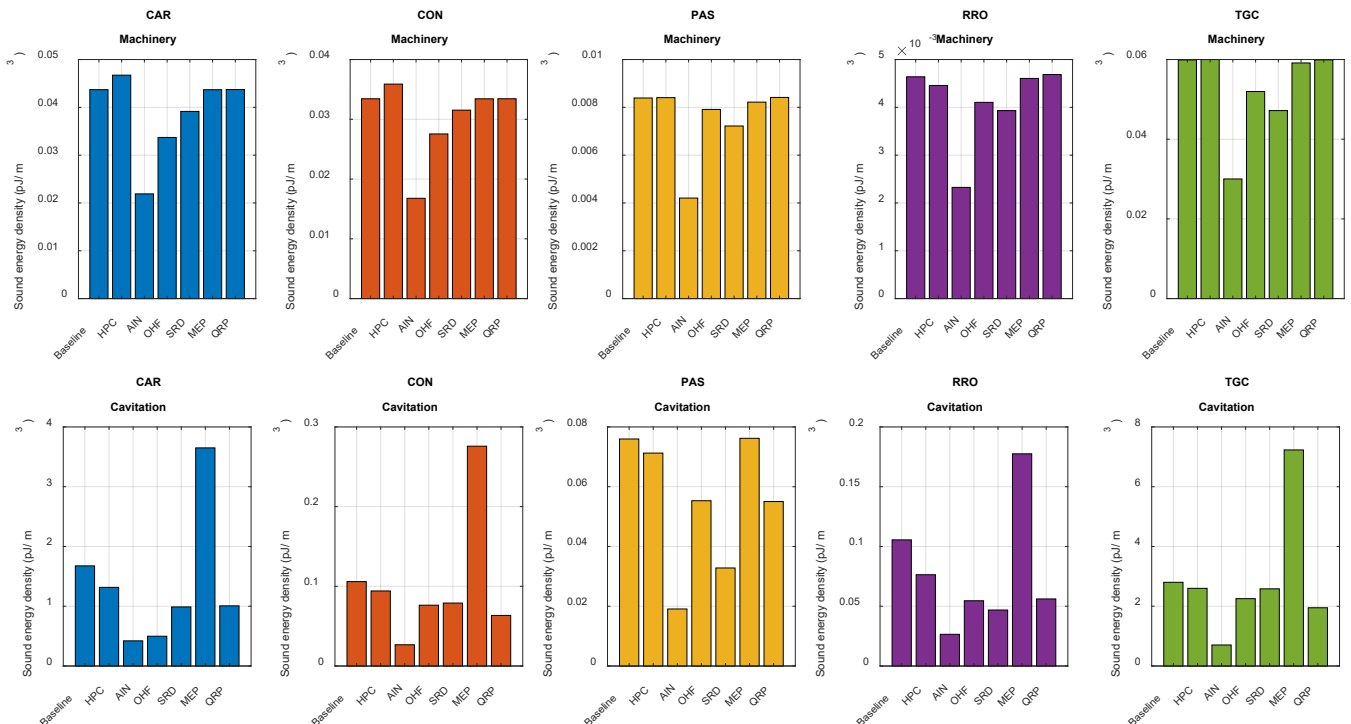 CAR
Machinery
Sound energy density (pJ/ m
3
)
0.05
0.04
0.03
0.02
0.01
0
Baseline
HPC
AIN
OHF
SRD
MEP
QRP
CON
Machinery
Sound energy density (pJ/ m
3
)
0.04
0.03
0.02
0.01
0
Baseline
HPC
AIN
OHF
SRD
MEP
QRP
PAS
Machinery
Sound energy density (pJ/ m
3
)
0.01
0.008
0.006
0.004
0.002
0
Baseline
HPC
AIN
OHF
SRD
MEP
QRP
RRO
× 10 -3 Machinery
Sound energy density (pJ/ m
3
)
5
4
3
2
1
0
Baseline
HPC
AIN
OHF
SRD
MEP
QRP
TGC
Machinery
Sound energy density (pJ/ m
3
)
0.06
0.04
0.02
0
Baseline
HPC
AIN
OHF
SRD
MEP
QRP
CAR
Cavitation
Sound energy density (pJ/ m
3
)
4
3
2
1
0
Baseline
HPC
AIN
OHF
SRD
MEP
QRP
CON
Cavitation
Sound energy density (pJ/ m
3
)
0.3
0.2
0.1
0
Baseline
HPC
AIN
OHF
SRD
MEP
QRP
PAS
Cavitation
Sound energy density (pJ/ m
3
)
0.08
0.06
0.04
0.02
0
Baseline
HPC
AIN
OHF
SRD
MEP
QRP
RRO
Cavitation
Sound energy density (pJ/ m
3
)
0.2
0.15
0.1
0.05
0
Baseline
HPC
AIN
OHF
SRD
MEP
QRP
TGC
Cavitation
Sound energy density (pJ/ m
3
)
8
6
4
2
0
Baseline
HPC
AIN
OHF
SRD
MEP
QRP